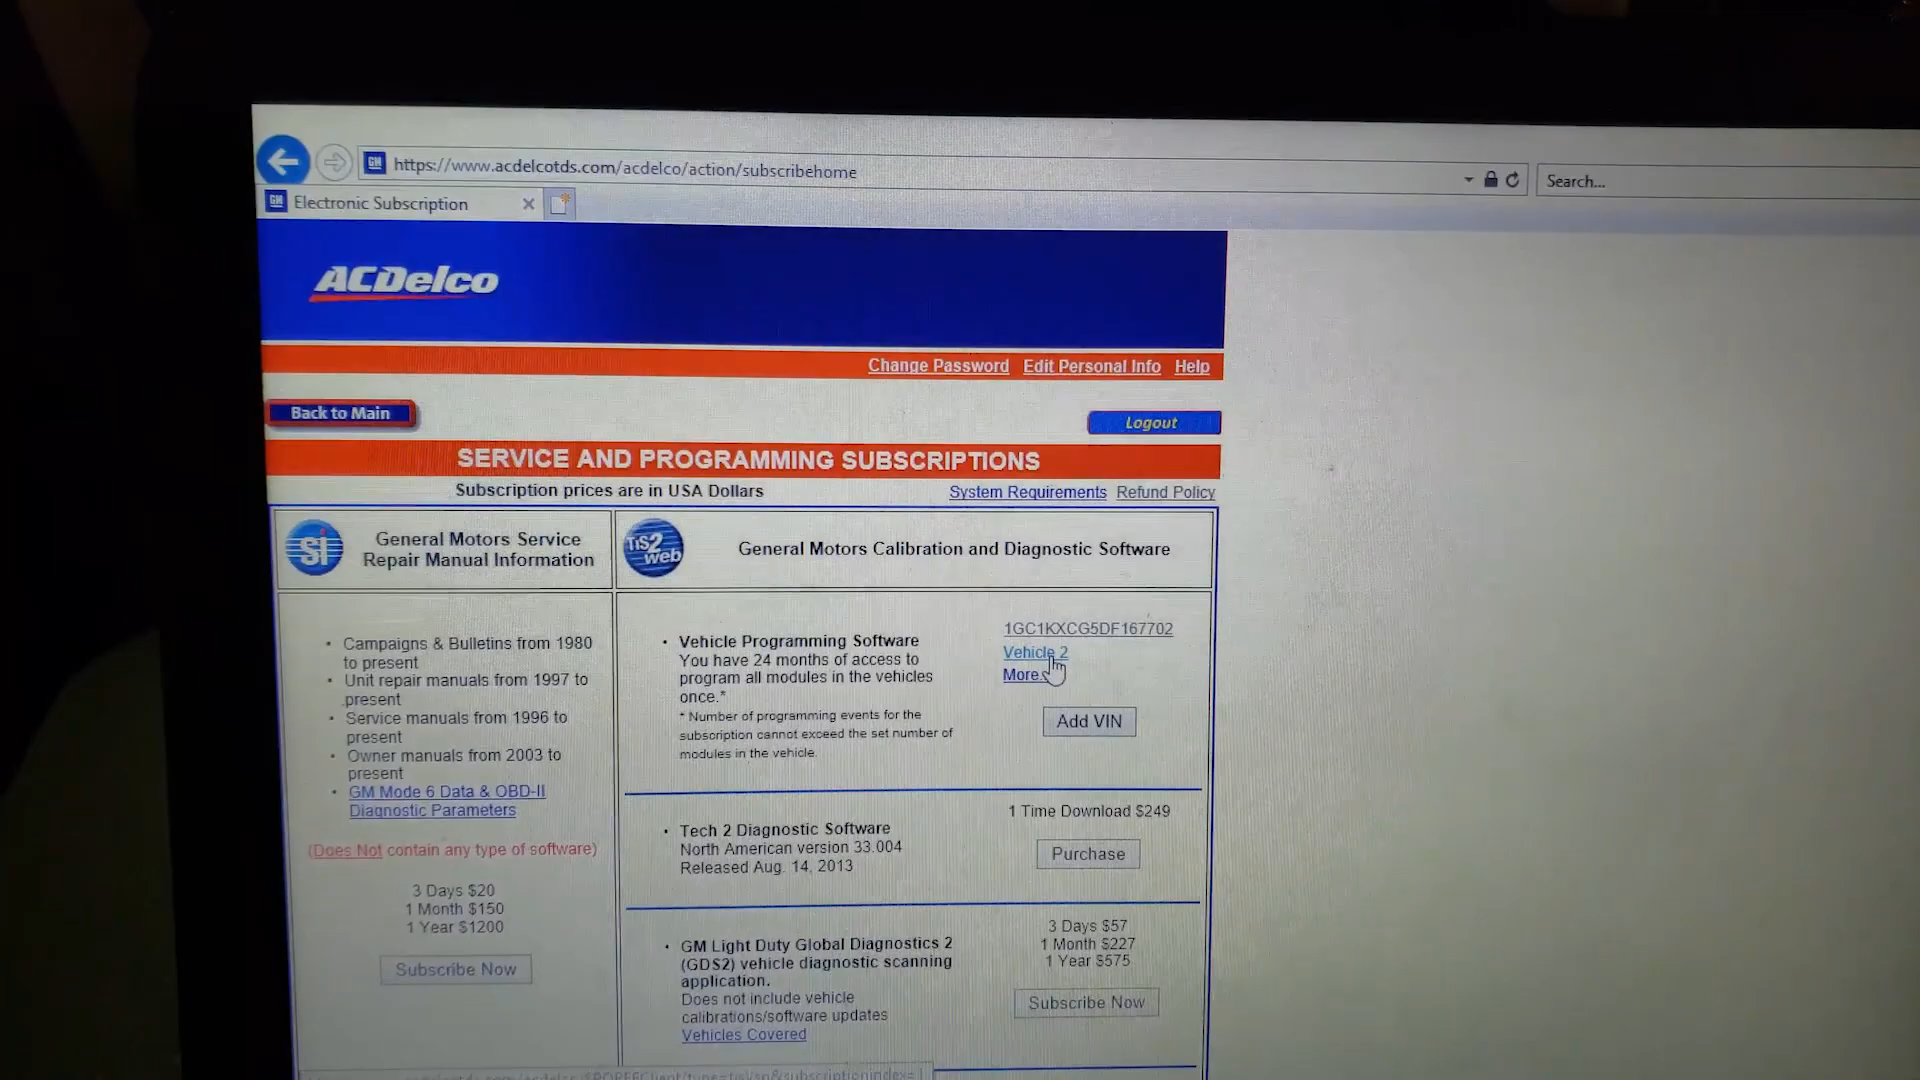 https://www.acdelcotds.com/acdelco/action/subscribehome
Search...
Electronic Subscription
ACDelco
Change Password Edit Personal Info Help
Back to Main
Logout
SERVICE AND PROGRAMMING SUBSCRIPTIONS
Subscription prices are in USA Dollars
System Requirements Refund Policy
si
General Motors Service
Repair Manual Information
TiS2
web
General Motors Calibration and Diagnostic Software
• Campaigns & Bulletins from 1980
to present
• Unit repair manuals from 1997 to
present
• Service manuals from 1996 to
present
• Owner manuals from 2003 to
present
• GM Mode 6 Data & OBD-II
Diagnostic Parameters
(Does Not contain any type of software)
3 Days $20
1 Month $150
1 Year $1200
Subscribe Now
• Vehicle Programming Software
You have 24 months of access to
program all modules in the vehicles
once.*
* Number of programming events for the
subscription cannot exceed the set number of
modules in the vehicle.
1GC1KXCG5DF167702
Vehicle 2
More
Add VIN
• Tech 2 Diagnostic Software
North American version 33.004
Released Aug. 14, 2013
1 Time Download $249
Purchase
• GM Light Duty Global Diagnostics 2
(GDS2) vehicle diagnostic scanning
application.
Does not include vehicle
calibrations/software updates
Vehicles Covered
3 Days $57
1 Month $227
1 Year $575
Subscribe Now